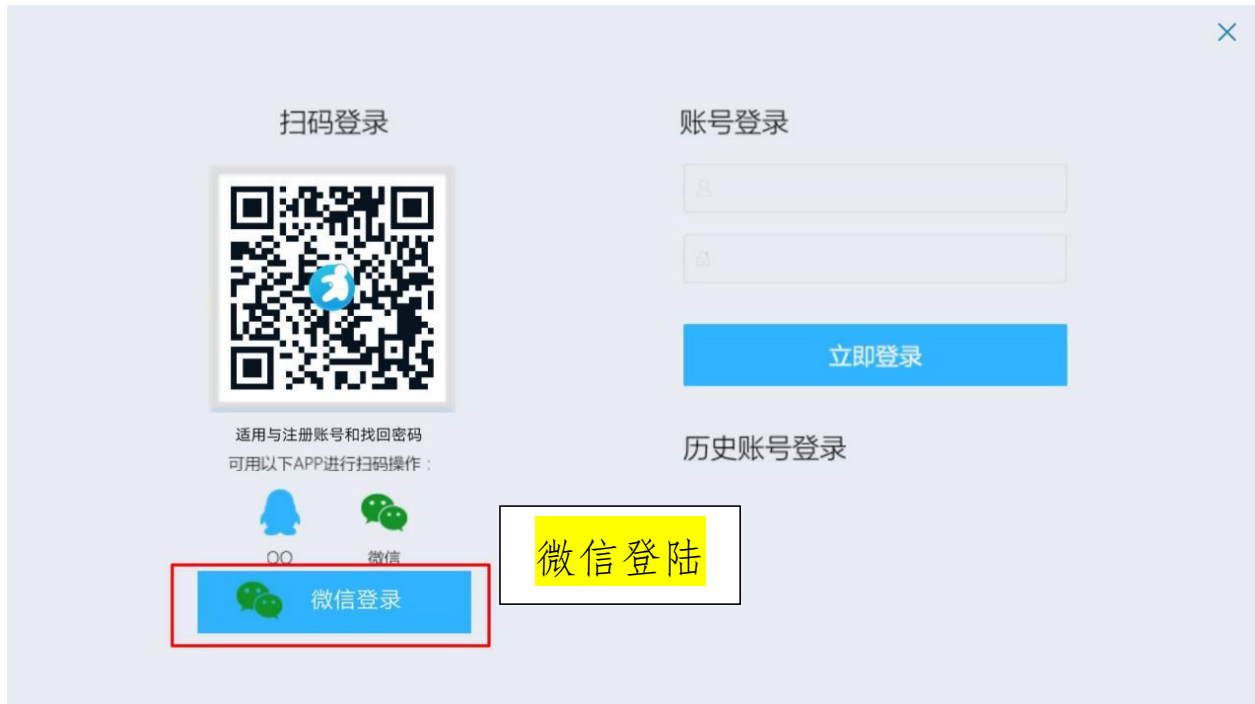 扫码登录
适用与注册账号和找回密码
可用以下APP进行扫码操作：
QQ 微信
微信登录
微信登陆
账号登录
立即登录
历史账号登录